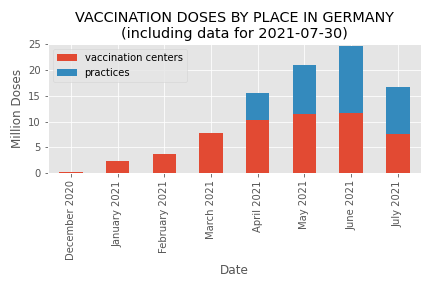 VACCINATION DOSES BY PLACE IN GERMANY
(including data for 2021-07-30)
25
20
15
10
5
0
Million Doses
vaccination centers
practices
December 2020
January 2021
February 2021
March 2021
April 2021
May 2021
June 2021
July 2021
Date